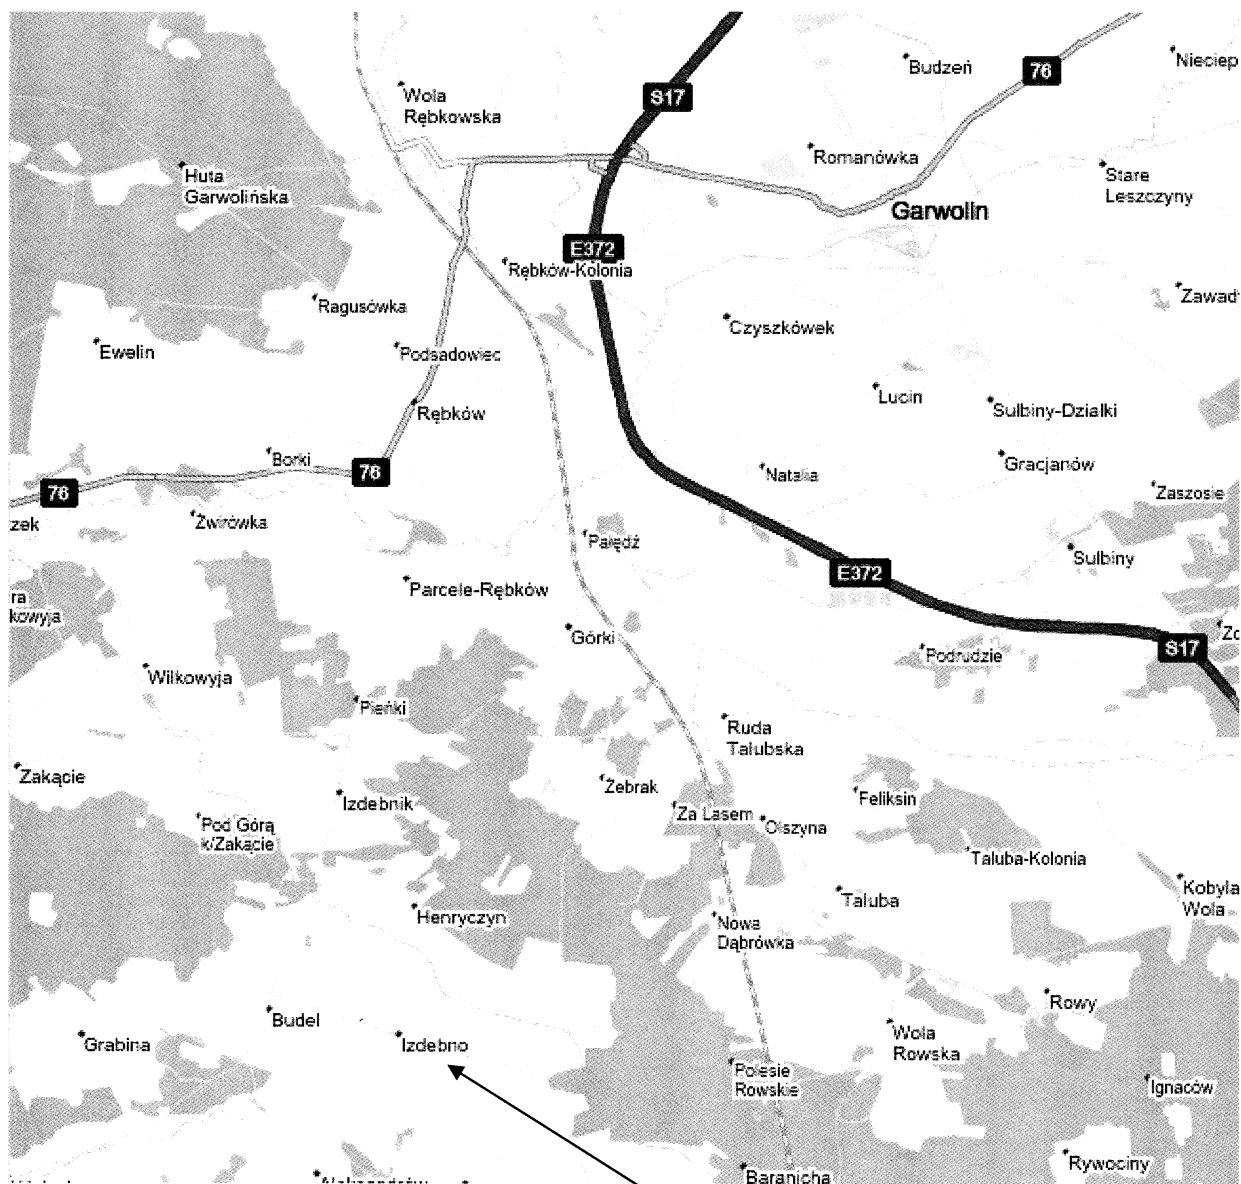 Budzeń
Nieciep
76
Wola
Rębkowska
S17
Romanówka
Huta
Garwolińska
Stare
Leszczyny
Garwolin
E372
Rębków-Kolonia
Ragusówka
Zawad
Czyszkówek
Ewelin
Podsadowiec
Lucin
Rębków
Sulbiny-Działki
Borki
Gracjanów
76
Natalia
76
Zaszosie
zek
Żwirówka
Pałędź
Sulbiny
E372
Parcele-Rębków
ra
kowyja
Górki
Zo
Podrudzie
S17
Wilkowyja
Pieńki
Ruda
Talubska
Zakącie
Żebrak
Izdebnik
Feliksin
Za Lasem
Olszyna
Pod Górą
k/Zakącie
Taluba-Kolonia
Kobyla
Wola
Taluba
Henryczyn
Nowa
Dąbrówka
Rowy
Budel
Wola
Rowska
Grabina
Izdebno
Polesie
Rowskie
Ignaców
Rywociny
Baranicha